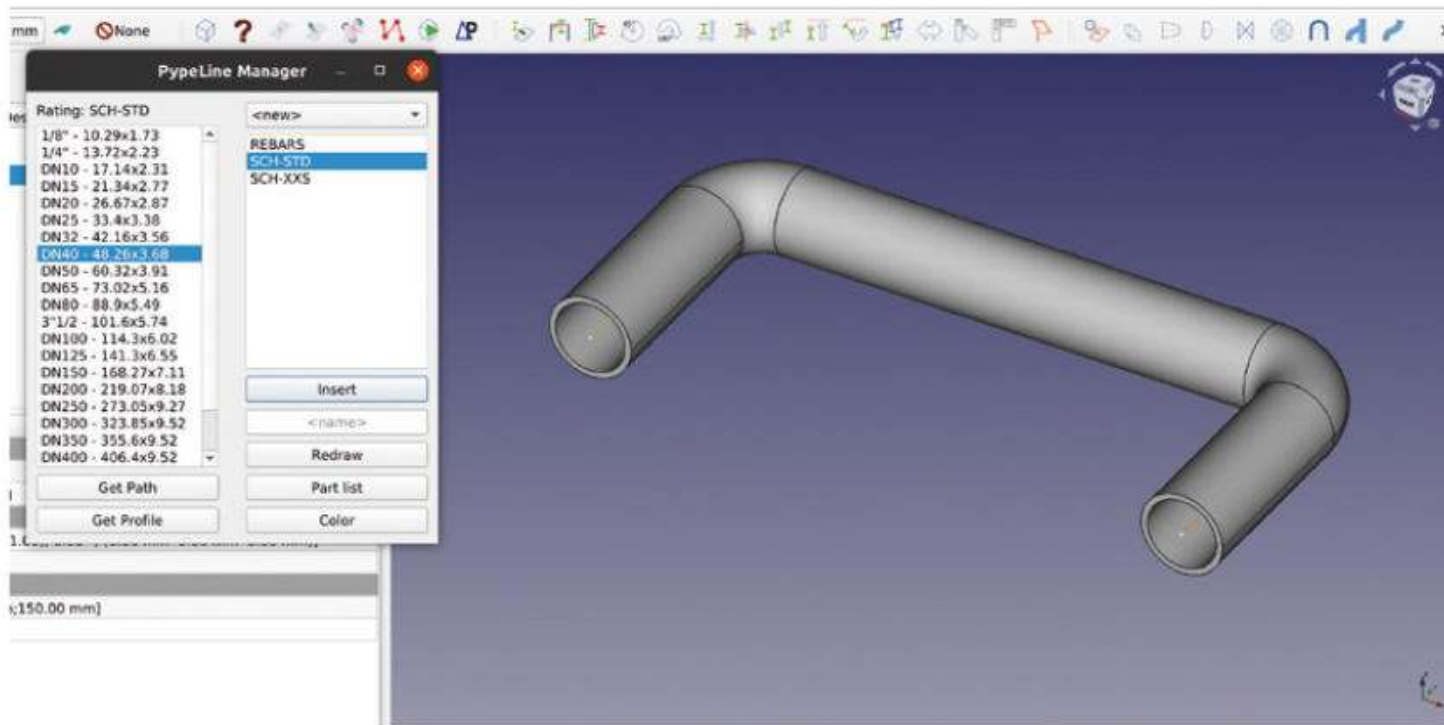 mm
None
PypeLine Manager
Rating: SCH-STD
<new>
1/8" - 10.29x1.73
1/4" - 13.72x2.23
DN10 - 17.14x2.31
DN15 - 21.34x2.77
DN20 - 26.67x2.87
DN25 - 33.4x3.38
DN32 - 42.16x3.56
DN40 - 48.26x3.68
DN50 - 60.32x3.91
DN65 - 73.02x5.16
DN80 - 88.9x5.49
3"1/2 - 101.6x5.74
DN100 - 114.3x6.02
DN125 - 141.3x6.55
DN150 - 168.27x7.11
DN200 - 219.07x8.18
DN250 - 273.05x9.27
DN300 - 323.85x9.52
DN350 - 355.6x9.52
DN400 - 406.4x9.52
REBARS
SCH-STD
SCH-XXS
Insert
<name>
Redraw
Get Path
Part list
Get Profile
Color
;150.00 mm]